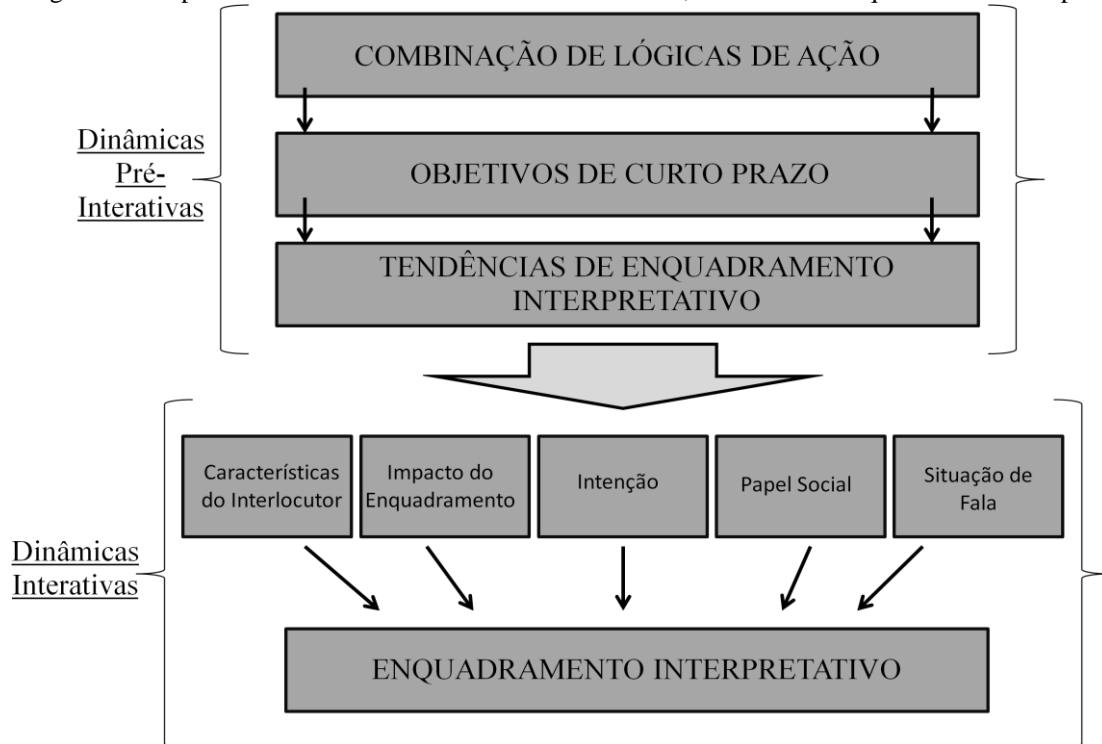 COMBINAÇÃO DE LÓGICAS DE AÇÃO
Dinâmicas
Pré-
Interativas
OBJETIVOS DE CURTO PRAZO
TENDÊNCIAS DE ENQUADRAMENTO
INTERPRETATIVO
Características
do Interlocutor
Impacto do
Enquadramento
Intenção
Papel Social
Situação de
Fala
Dinâmicas
Interativas
ENQUADRAMENTO INTERPRETATIVO